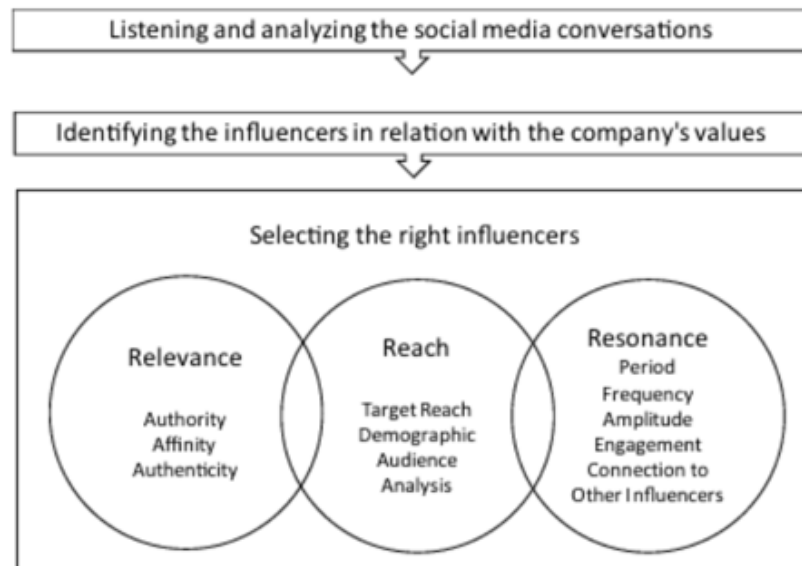 Listening and analyzing the social media conversations
Identifying the influencers in relation with the company's values
Selecting the right influencers
Relevance
Authority
Affinity
Authenticity
Reach
Target Reach
Demographic
Audience
Analysis
Resonance
Period
Frequency
Amplitude
Engagement
Connection to
Other Influencers